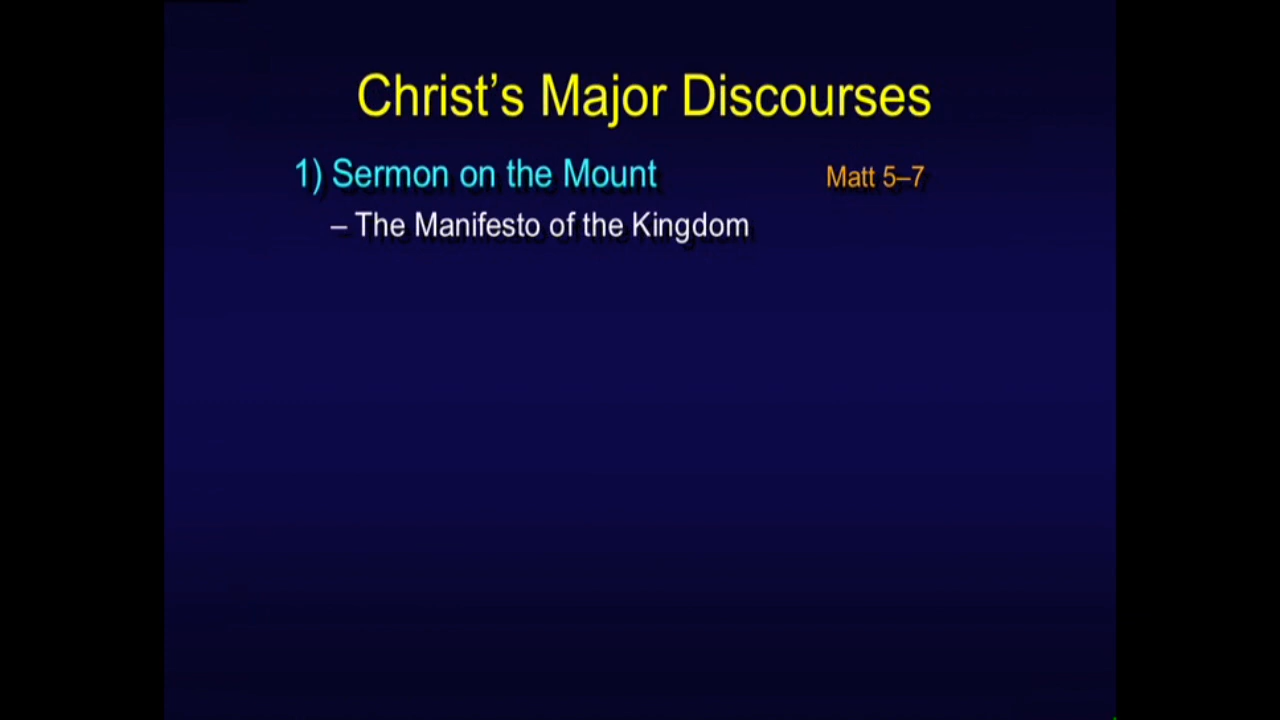 Christ’s Major Discourses
1) Sermon on the Mount Matt 5–7
– The Manifesto of the Kingdom